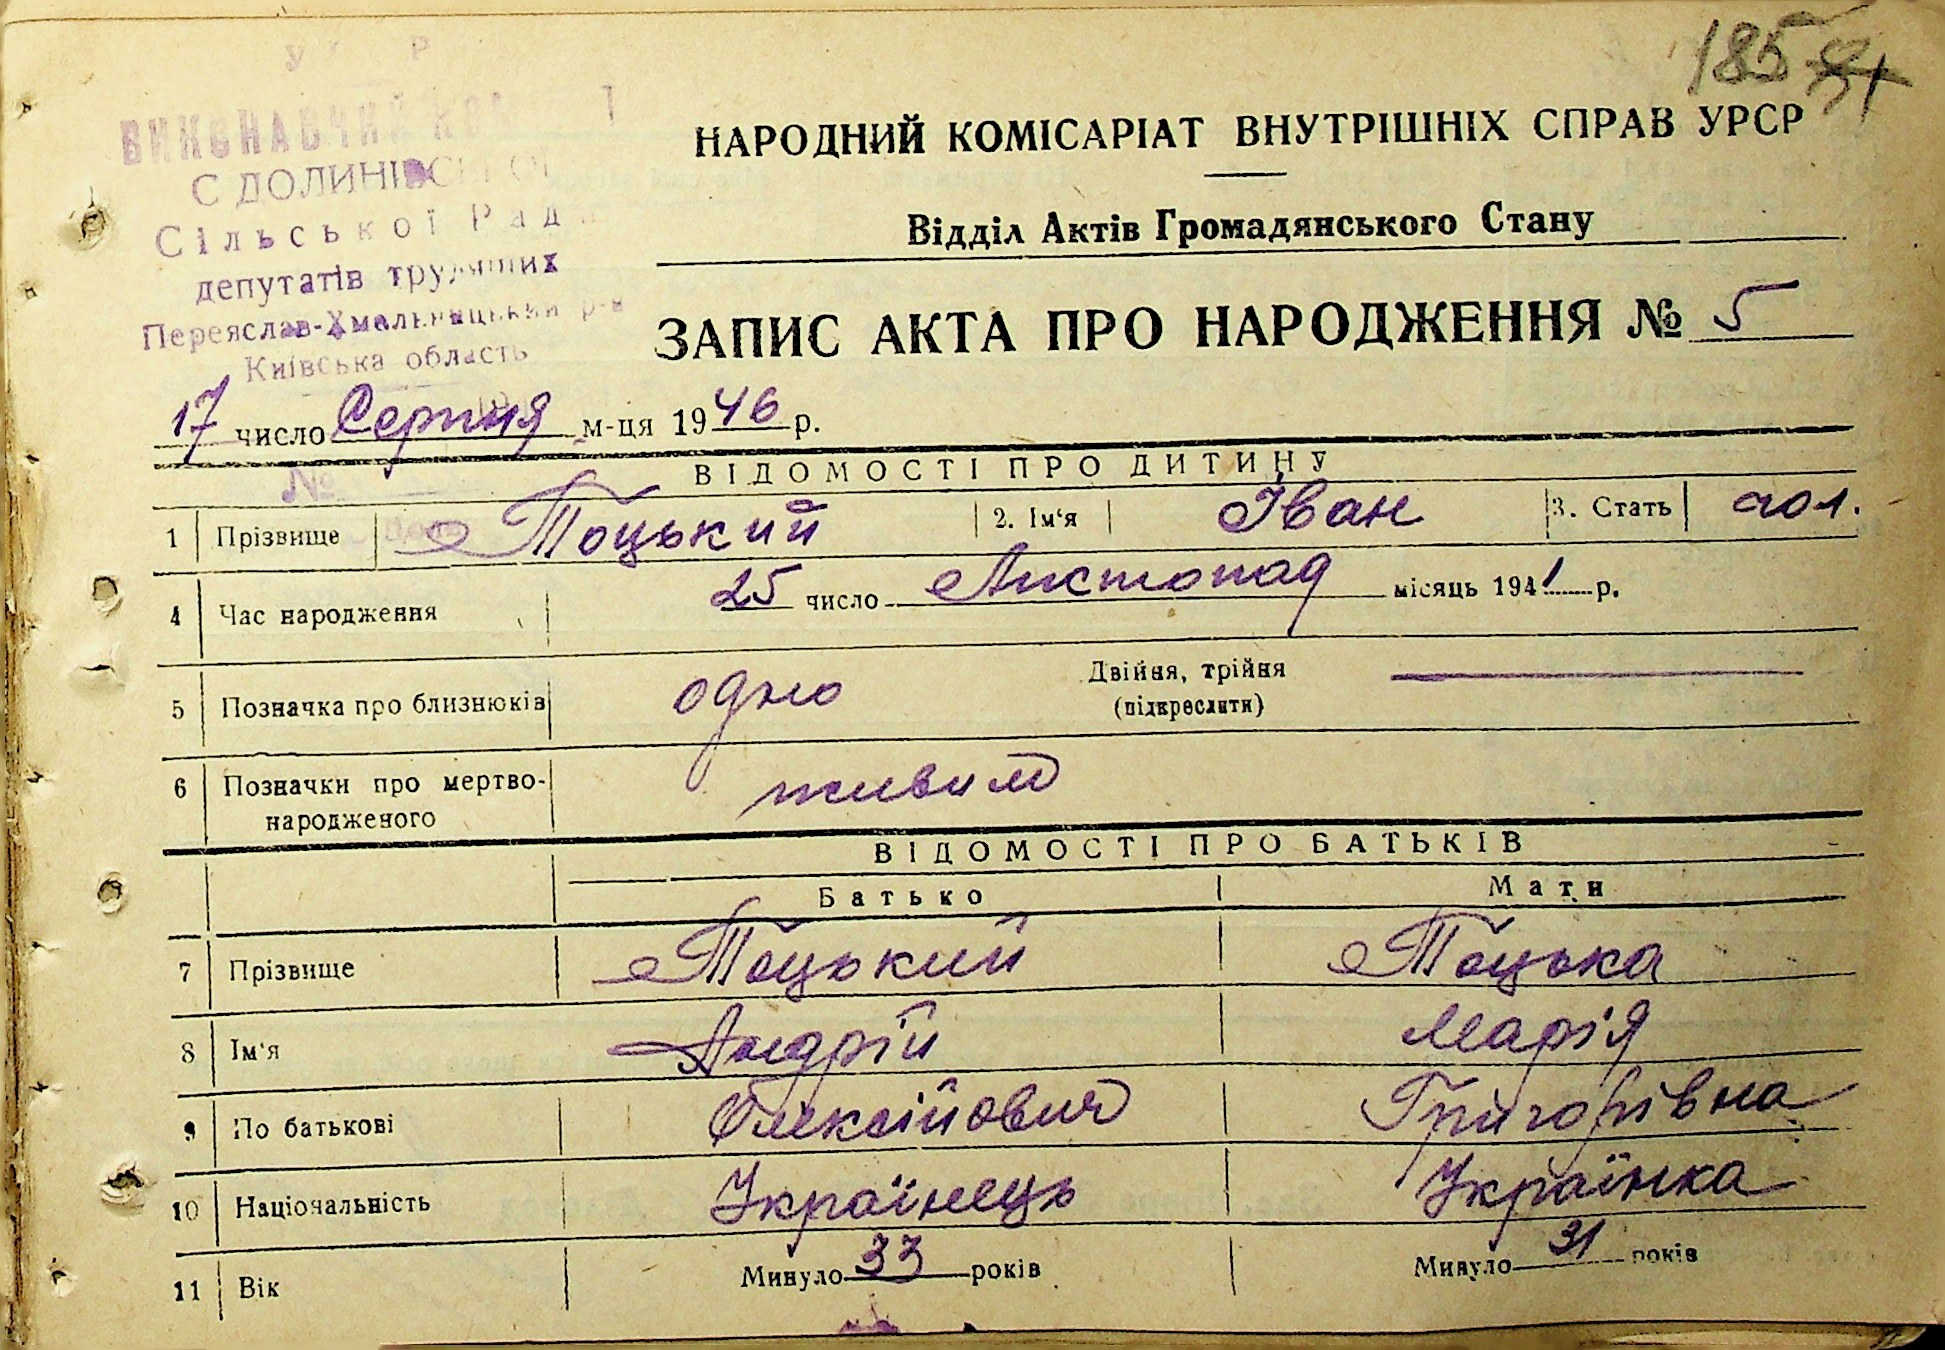 185
ВИКОНАВЧИЙ
С ДОЛИНІВСЬКОЇ
Сільської Ради
депутатів трудящих
Переяслав-Хмельницький р-н
Київська область
НАРОДНИЙ КОМІСАРІАТ ВНУТРІШНІХ СПРАВ УРСР
Відділ Актів Громадянського Стану
ЗАПИС АКТА ПРО НАРОДЖЕННЯ № 5
17 число Серпня м-ця 1946 р.
№
ВІДОМОСТІ ПРО ДИТИНУ
1 Прізвище Тоцький 2. Ім‘я Іван 3. Стать чол.
4 Час народження 25 число Листопад місяць 1941 р.
5 Позначка про близнюків одно Двійня, трійня
(підкреслити)
6 Позначки про мертво-
народженого живим
ВІДОМОСТІ ПРО БАТЬКІВ
Батько Мати
7 Прізвище Тоцький Тоцька
8 Ім‘я Андрій Марія
9 По батькові Олексійович Григорівна
10 Національність Українець Українка
11 Вік Минуло 33 років Минуло 31 років